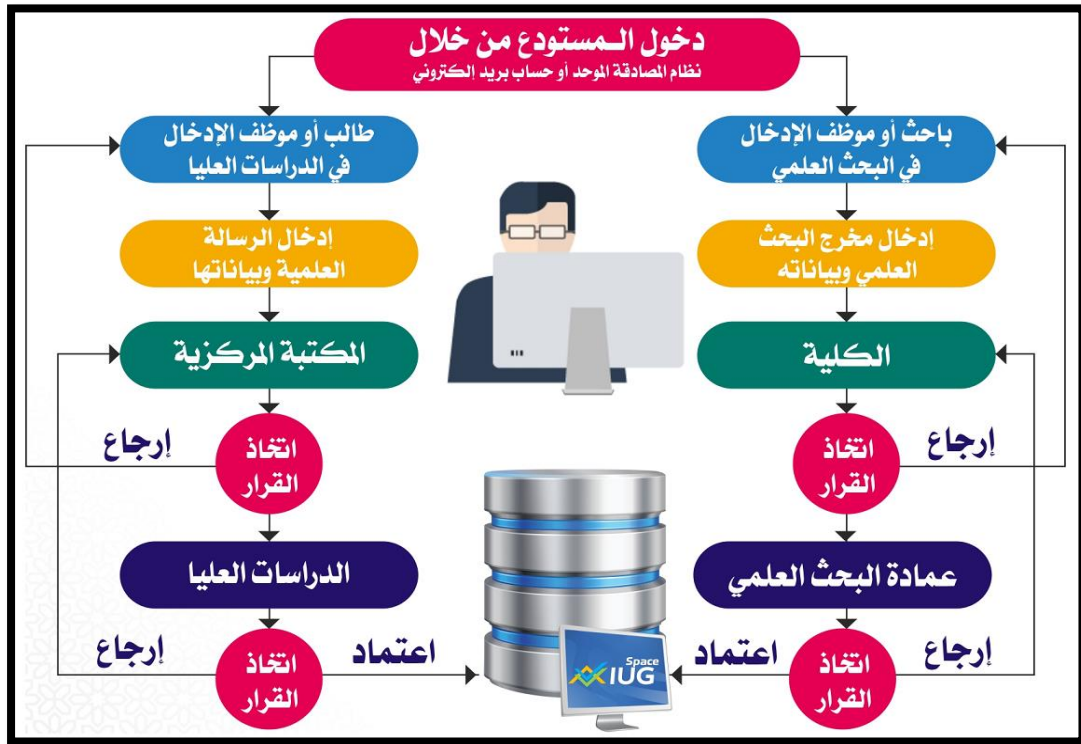 دخول الـمستودع من خلال
نظام المصادقة الموحد أو حساب بريد إلكتروني
باحث أو موظف الإدخال
في البحث العلمي
طالب أو موظف الإدخال
في الدراسات العليا
إدخال مخرج البحث
العلمي وبياناته
إدخال الرسالة
العلمية وبياناتها
الكلية
المكتبة المركزية
إرجاع
اتخاذ
القرار
اتخاذ
القرار
إرجاع
عمادة البحث العلمي
الدراسات العليا
إرجاع
اتخاذ
القرار
اعتماد
Space
IUG
اعتماد
اتخاذ
القرار
إرجاع